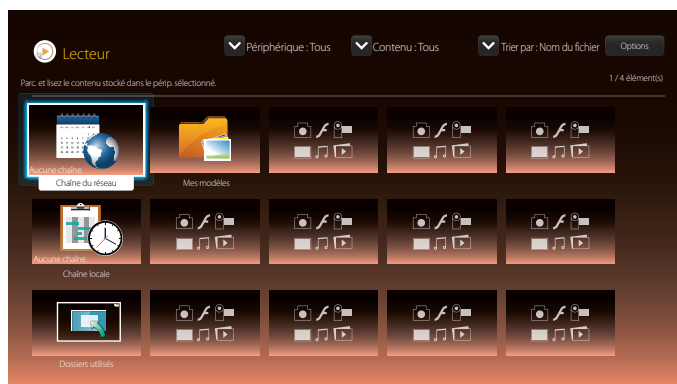 Lecteur
Périphérique : Tous
Contenu : Tous
Trier par : Nom du fichier
Options
Parc. et lisez le contenu stocké dans le périp. sélectionné.
1 / 4 élément(s)
Aucune chaîne.
Chaîne du réseau
Mes modèles
Aucune chaîne.
Chaîne locale
Dossiers utilisés